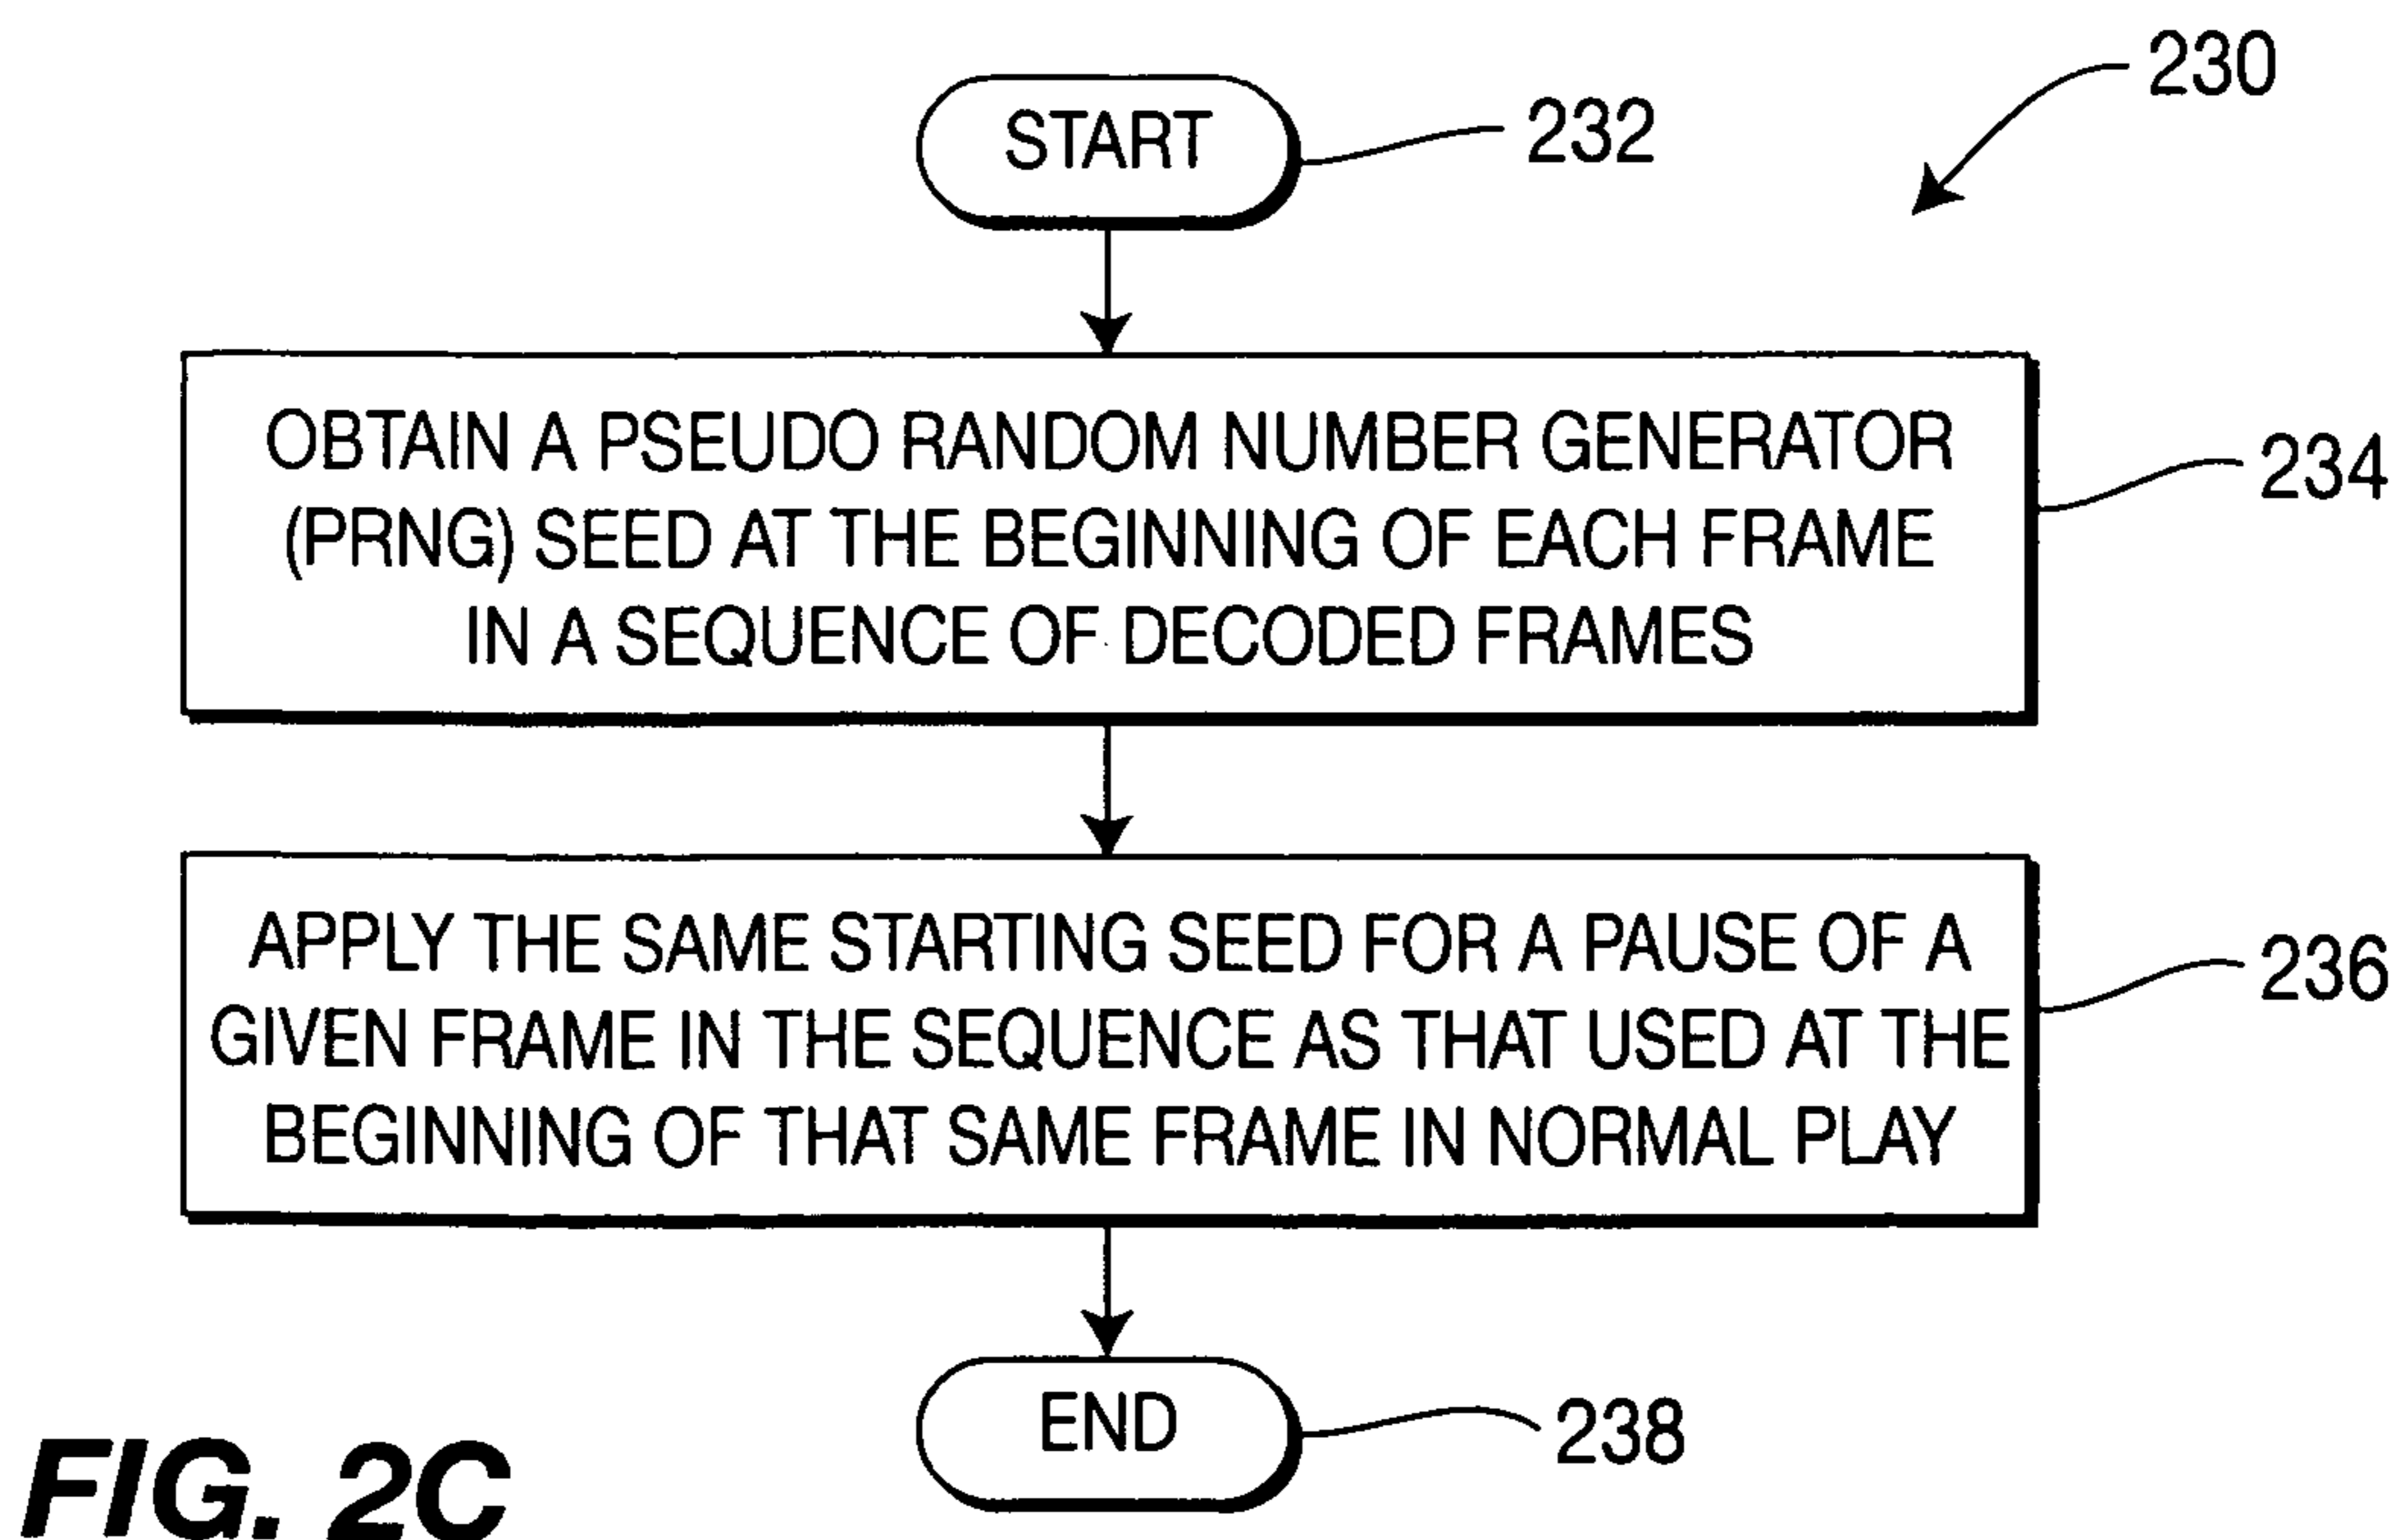 230
START
232
OBTAIN A PSEUDO RANDOM NUMBER GENERATOR
(PRNG) SEED AT THE BEGINNING OF EACH FRAME
IN A SEQUENCE OF DECODED FRAMES
234
APPLY THE SAME STARTING SEED FOR A PAUSE OF A
GIVEN FRAME IN THE SEQUENCE AS THAT USED AT THE
BEGINNING OF THAT SAME FRAME IN NORMAL PLAY
236
END
238
FIG. 2C